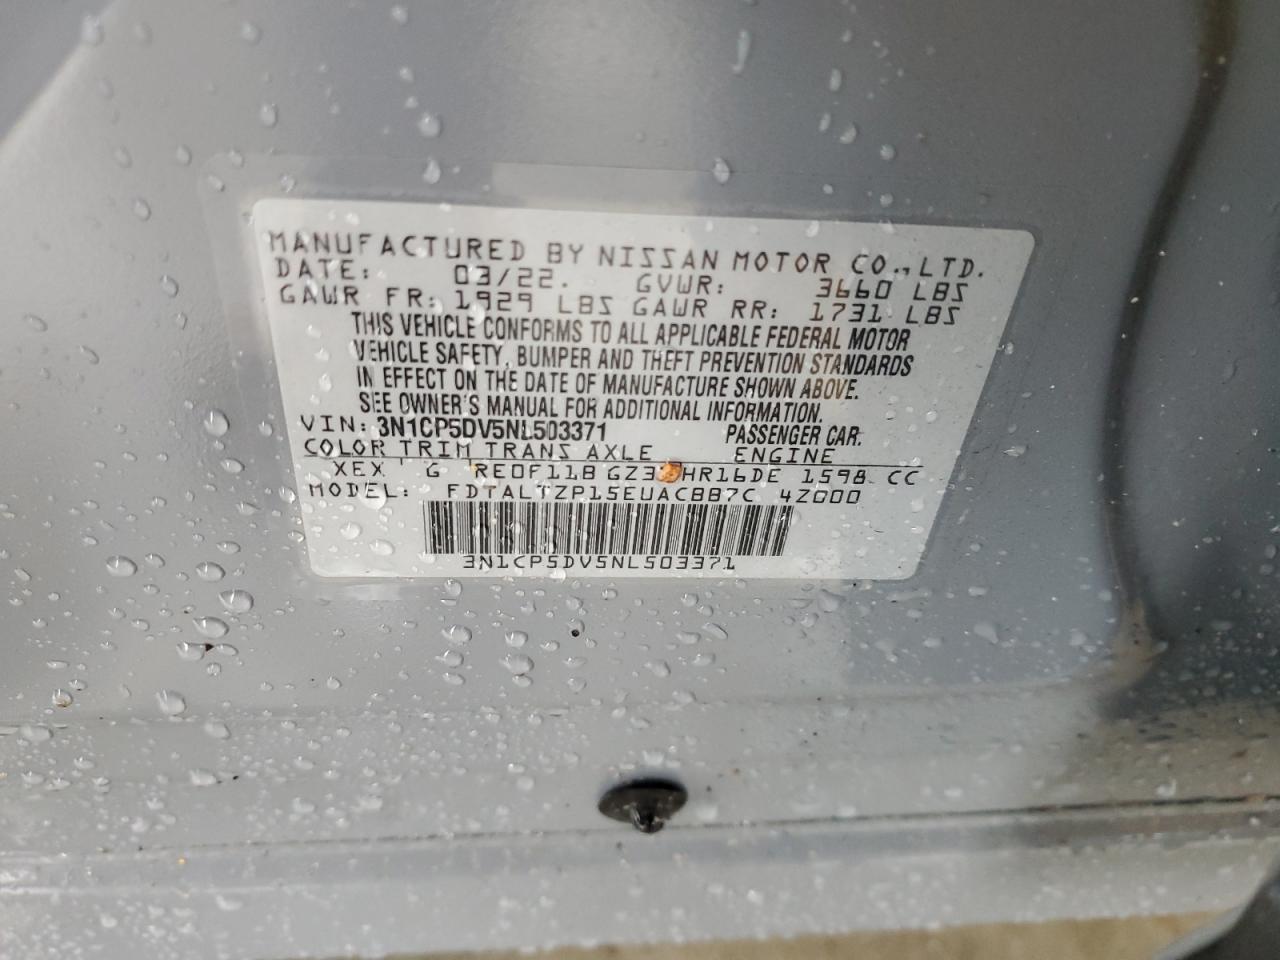 MANUFACTURED BY NISSAN MOTOR CO., LTD.
DATE: 03/22. GVWR: 3660 LBS
GAWR FR: 1929 LBS GAWR RR: 1731 LBS
THIS VEHICLE CONFORMS TO ALL APPLICABLE FEDERAL MOTOR
VEHICLE SAFETY, BUMPER AND THEFT PREVENTION STANDARDS
IN EFFECT ON THE DATE OF MANUFACTURE SHOWN ABOVE.
SEE OWNER'S MANUAL FOR ADDITIONAL INFORMATION.
VIN: 3N1CP5DV5NL503371 PASSENGER CAR.
COLOR TRIM TRANS AXLE ENGINE
XEX G RE0F11B HR16DE 1598 CC
MODEL: FDTALTZP15EUACBB7C 4Z000
3N1CP5DV5NL503371